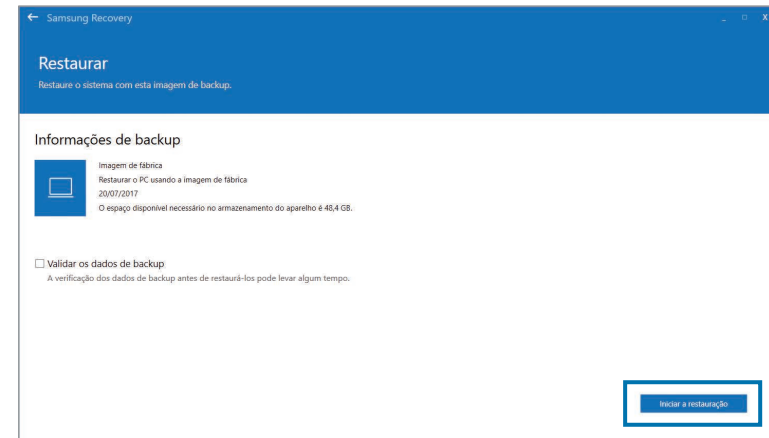 Samsung Recovery
Restaurar
Restaure o sistema com esta imagem de backup.
Informações de backup
Imagem de fábrica
Restaurar o PC usando a imagem de fábrica
20/07/2017
O espaço disponível necessário no armazenamento do aparelho é 48,4 GB.
Validar os dados de backup
A verificação dos dados de backup antes de restaurá-los pode levar algum tempo.
Iniciar a restauração